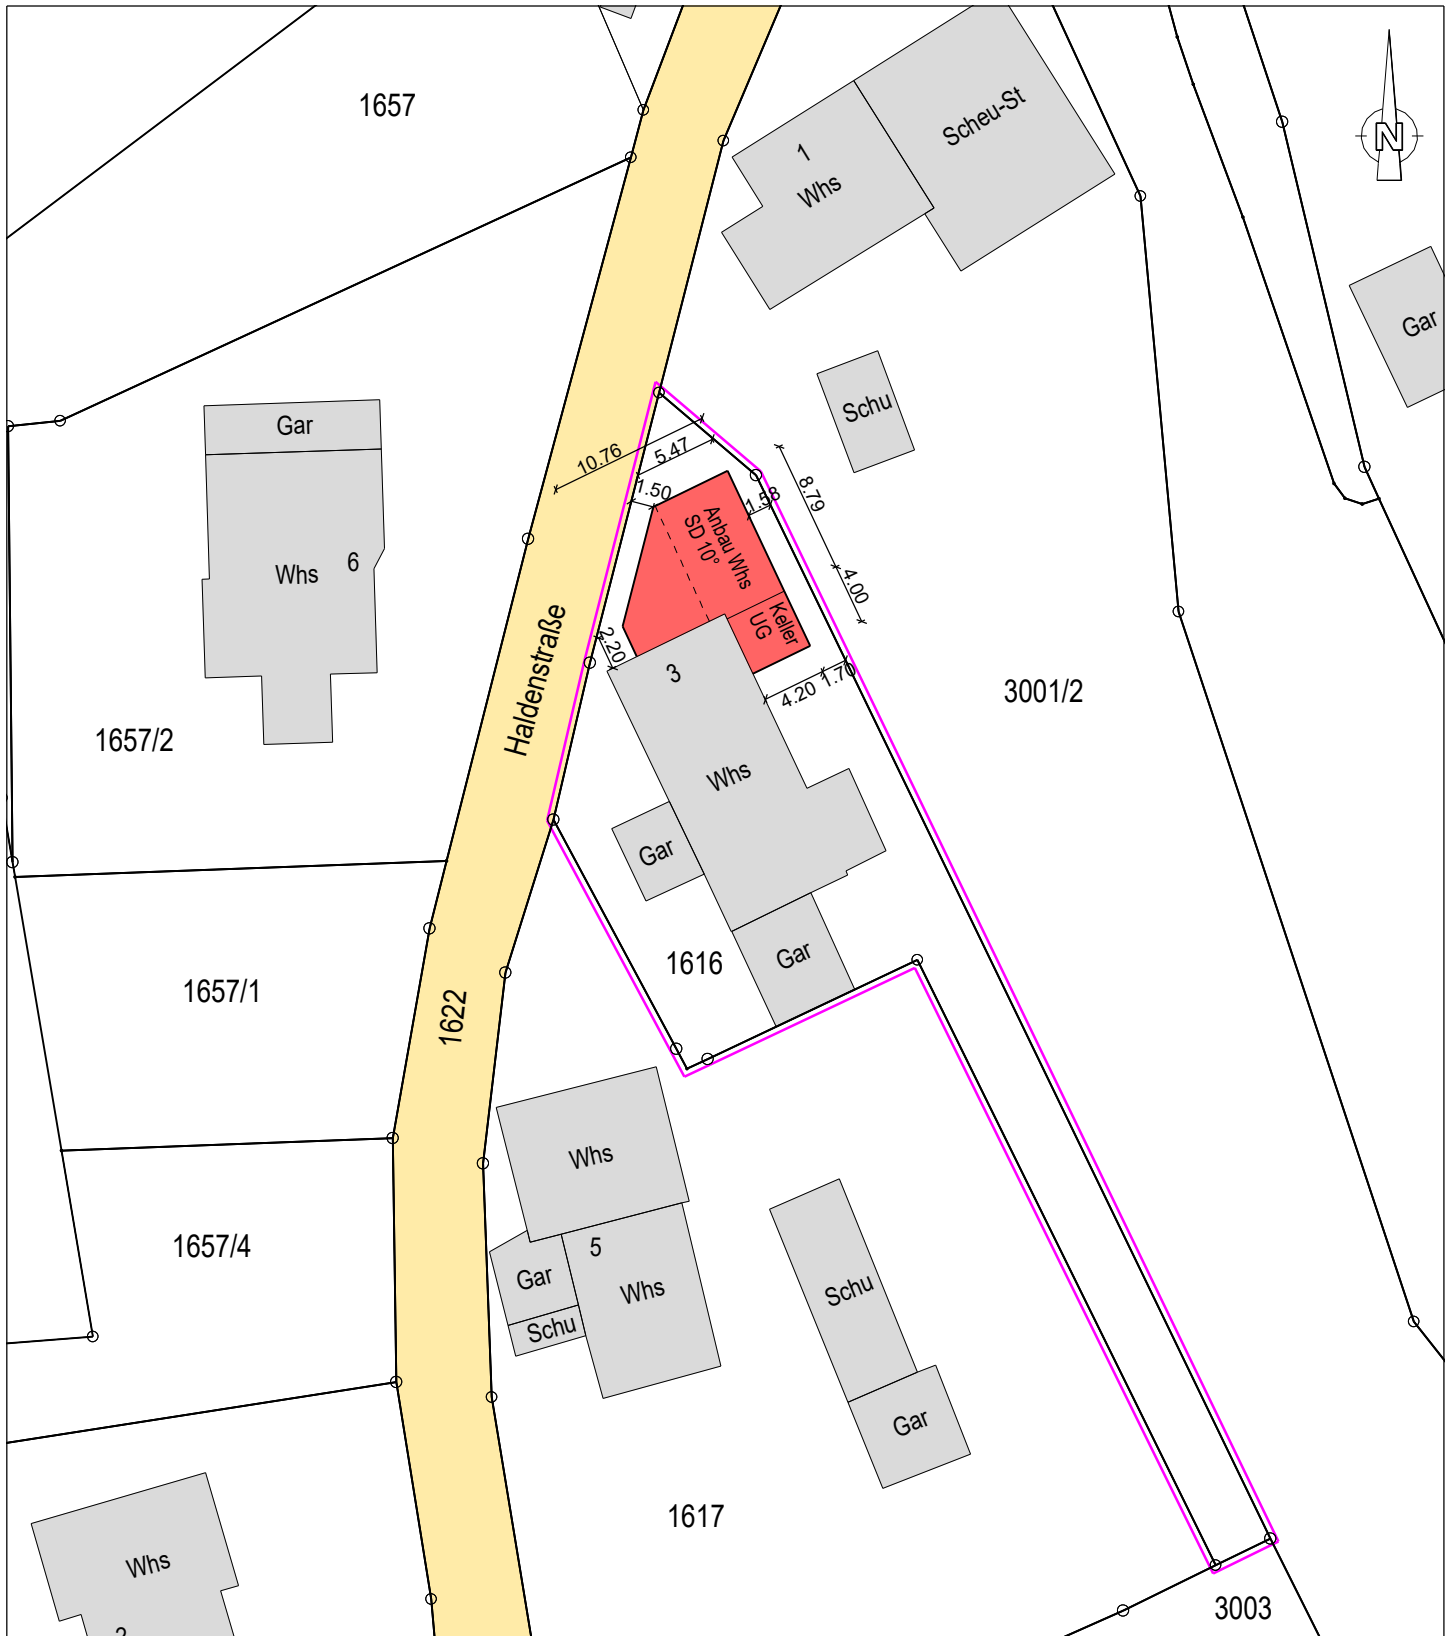 1657
1
Whs
Scheu-St
N
Gar
Gar
Whs
6
1657/2
Haldenstraße
10.76
5.47
1.50
1.58
8.79
4.00
2.20
4.20
1.70
Anbau Whs
SD 10°
Keller
UG
3
Whs
Gar
Gar
1616
Schu
3001/2
1657/1
1622
1657/4
Whs
5
Whs
Gar
Schu
Schu
Gar
1617
Whs
3003